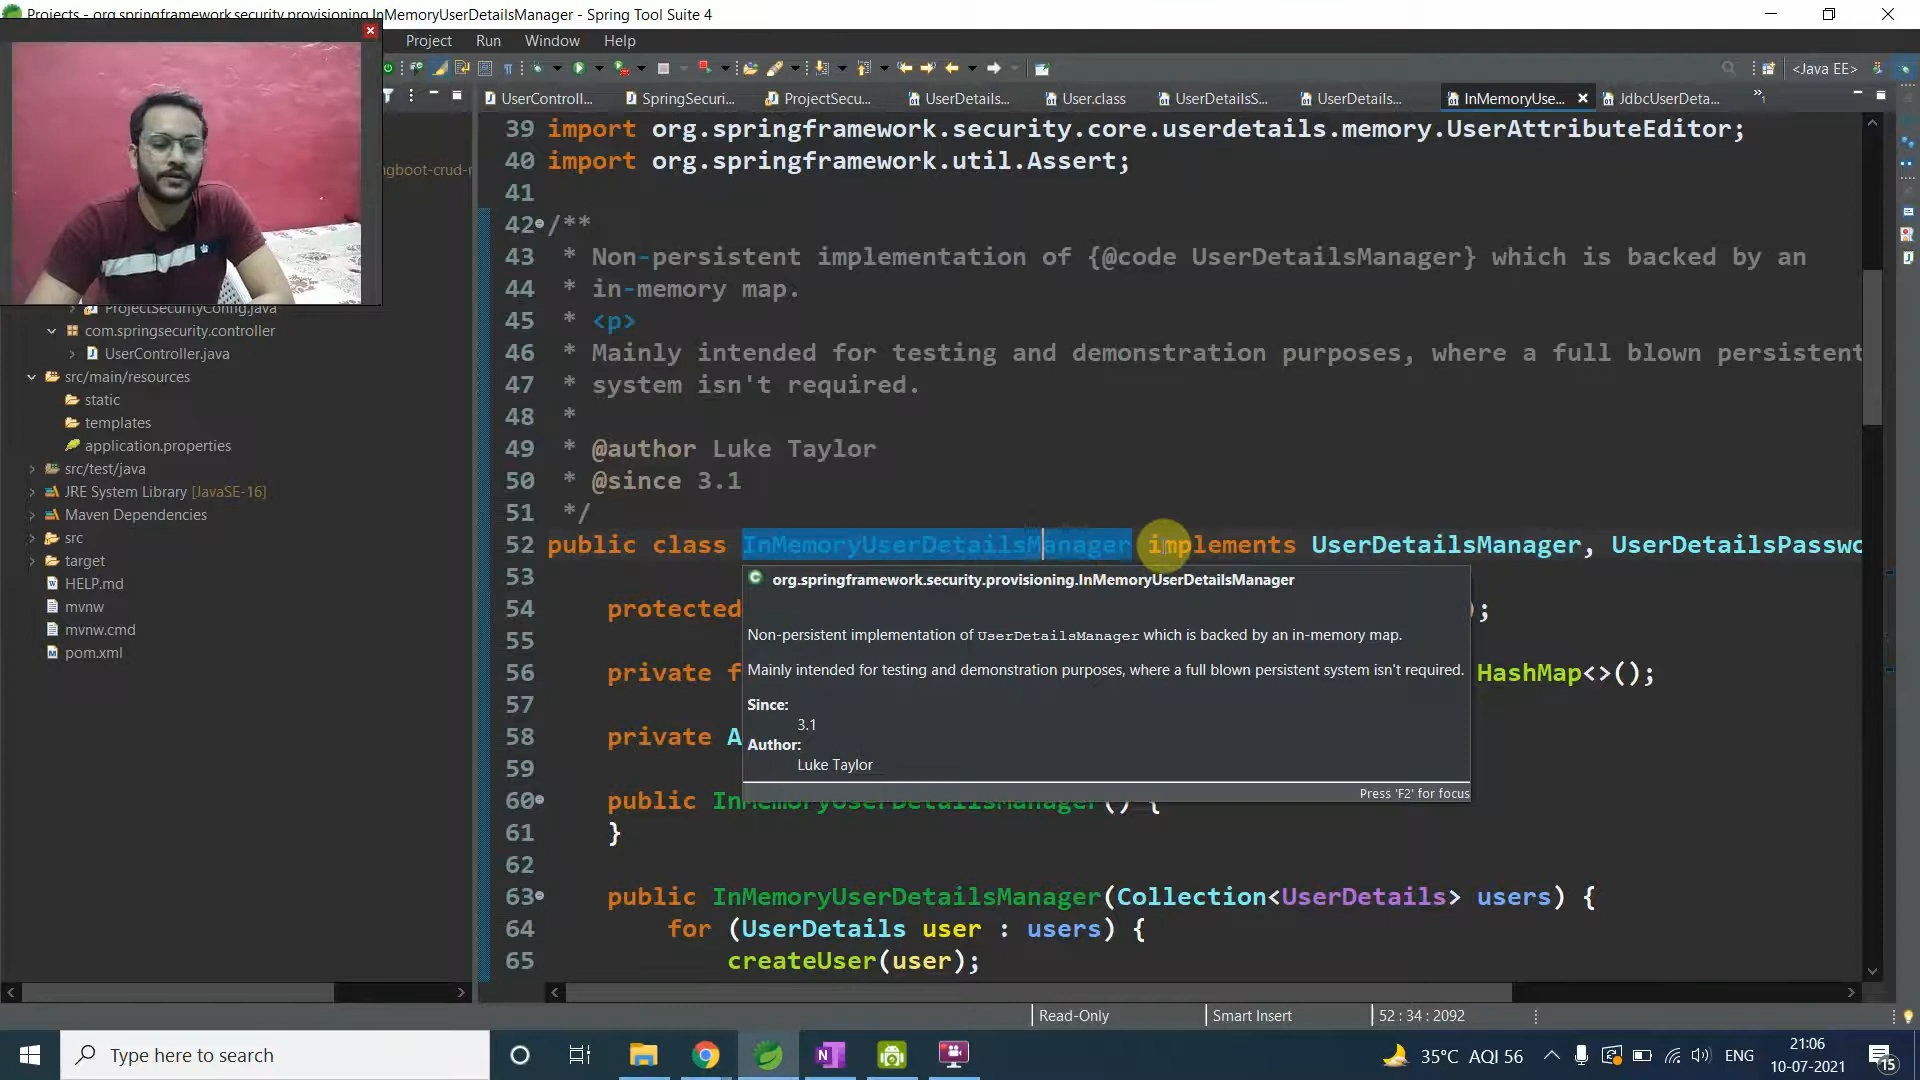 Projects - org.springframework.security.provisioning.InMemoryUserDetailsManager - Spring Tool Suite 4
Project Run Window Help
<Java EE>
UserControll... SpringSecuri... ProjectSecu... UserDetails... User.class UserDetailsS... UserDetails... InMemoryUse... JdbcUserDeta... »1
39 import org.springframework.security.core.userdetails.memory.UserAttributeEditor;
40 import org.springframework.util.Assert;
41
42 /**
43 * Non-persistent implementation of {@code UserDetailsManager} which is backed by an
44 * in-memory map.
45 * <p>
46 * Mainly intended for testing and demonstration purposes, where a full blown persistent
47 * system isn't required.
48 *
49 * @author Luke Taylor
50 * @since 3.1
51 */
52 public class InMemoryUserDetailsManager implements UserDetailsManager, UserDetailsPasswo
53
54 protected );
55
56 private f HashMap<>();
57
58 private A
59
60 public InMemoryUserDetailsManager() {
61 }
62
63 public InMemoryUserDetailsManager(Collection<UserDetails> users) {
64 for (UserDetails user : users) {
65 createUser(user);
org.springframework.security.provisioning.InMemoryUserDetailsManager
Non-persistent implementation of UserDetailsManager which is backed by an in-memory map.
Mainly intended for testing and demonstration purposes, where a full blown persistent system isn't required.
Since:
3.1
Author:
Luke Taylor
Press 'F2' for focus
ngboot-crud-r
ProjectSecurityConfig.java
com.springsecurity.controller
UserController.java
src/main/resources
static
templates
application.properties
src/test/java
JRE System Library [JavaSE-16]
Maven Dependencies
src
target
HELP.md
mvnw
mvnw.cmd
pom.xml
Read-Only Smart Insert 52 : 34 : 2092
Type here to search
35°C AQI 56 ENG
21:06
10-07-2021
15